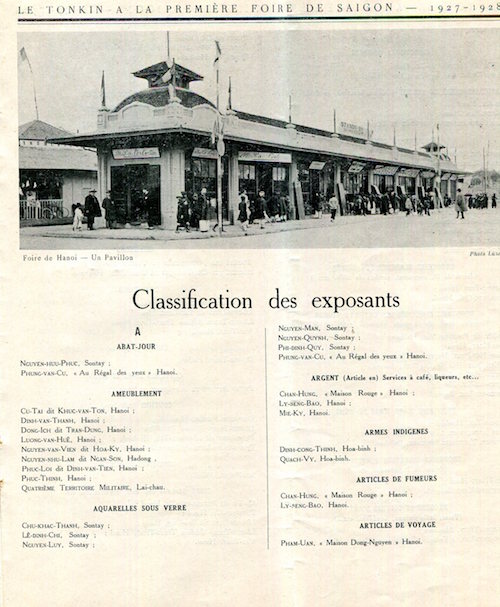 LE TONKIN A LA PREMIÈRE FOIRE DE SAIGON. — 1927-1928
Foire de Hanoi — Un Pavillon
Photo
Classification des exposants
A
ABAT-JOUR
Nguyen-huu-Phuc, Sontay ;
Phung-van-Cu, « Au Régal des yeux » Hanoi.
AMEUBLEMENT
Cu-Tai dit Khuc-van-Ton, Hanoi ;
Dinh-van-Thanh, Hanoi ;
Dong-Ich dit Tran-Dung, Hanoi ;
Luong-van-Huê, Hanoi ;
Nguyen-van-Vien dit Hoa-Ky, Hanoi ;
Nguyen-nhu-Lam dit Ngan-Son, Hadong ,
Phuc-Loi dit Dinh-van-Tien, Hanoi ;
Phuc-Thinh, Hanoi ;
Quatrième Territoire Militaire, Lai-chau.
AQUARELLES SOUS VERRE
Chu-khac-Thanh, Sontay ;
Lê-dinh-Chi, Sontay ;
Nguyen-Luy, Sontay ;
Nguyen-Man, Sontay ;
Nguyen-Quynh, Sontay ;
Phi-dinh-Quy, Sontay ;
Phung-van-Cu, « Au Régal des yeux » Hanoi.
ARGENT (Article en) Services à café, liqueurs, etc...
Chan-Hung, « Maison Rouge » Hanoi ;
Ly-seng-Bao, Hanoi ;
Mie-Ky, Hanoi.
ARMES INDIGENES
Dinh-cong-Thinh, Hoa-binh ;
Quach-Vy, Hoa-binh.
ARTICLES DE FUMEURS
Chan-Hung, « Maison Rouge » Hanoi ;
Ly-seng-Bao, Hanoi.
ARTICLES DE VOYAGE
Pham-Uan, « Maison Dong-Nguyen » Hanoi.